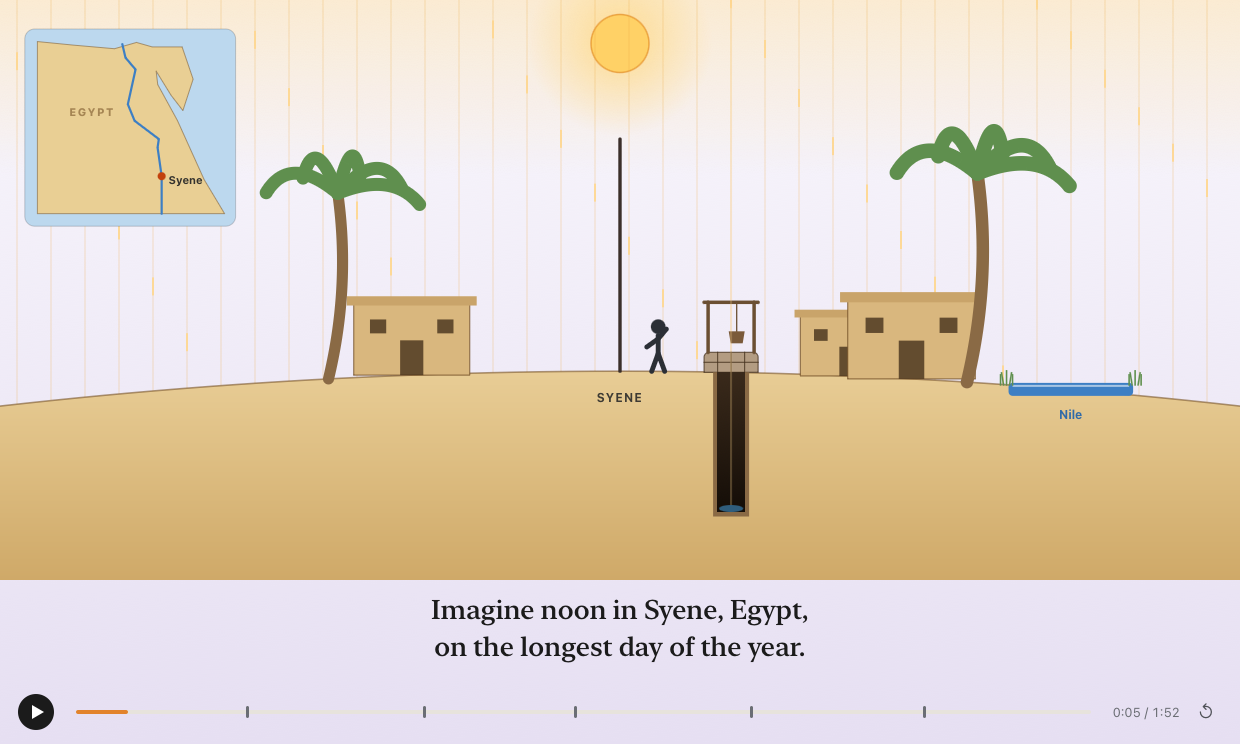 EGYPT
Syene
SYENE
Nile
Imagine noon in Syene, Egypt,
on the longest day of the year.
0:05 / 1:52